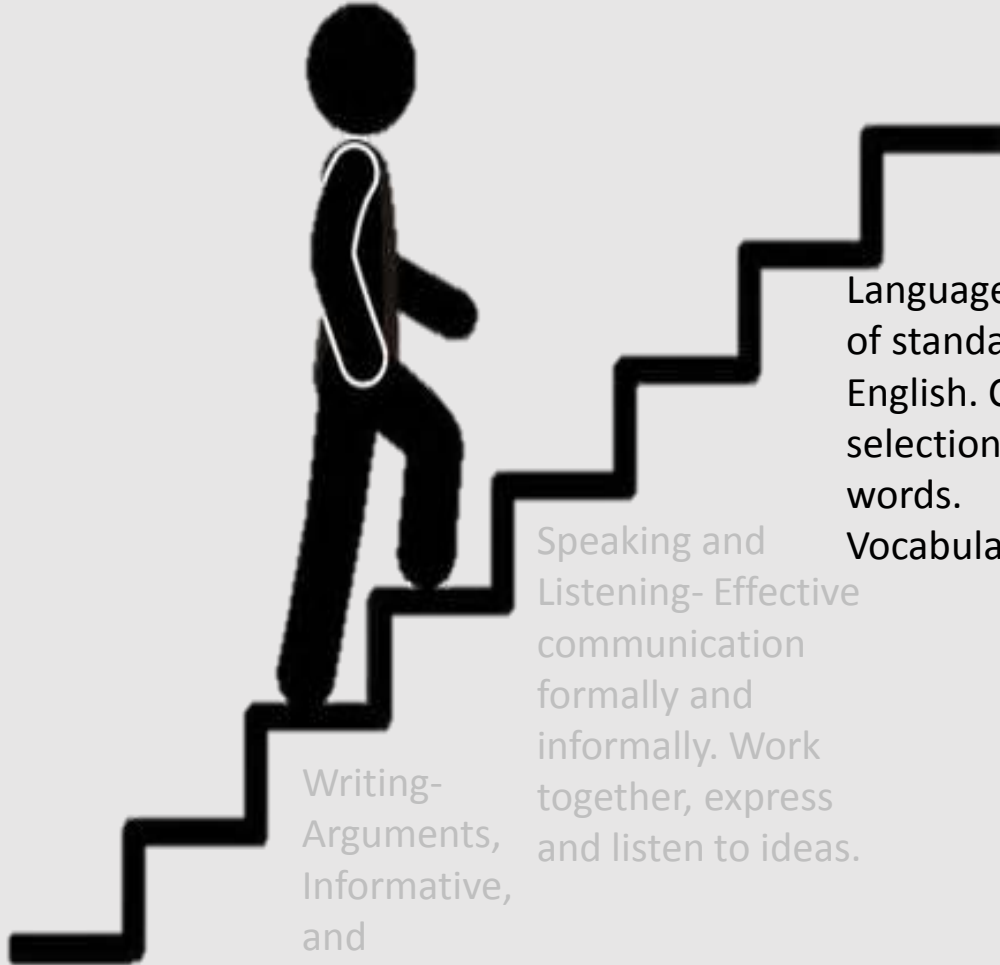 Writing-
Arguments,
Informative,
and
Speaking and
Listening- Effective
communication
formally and
informally. Work
together, express
and listen to ideas.
Language
of standa
English. C
selection
words.
Vocabula